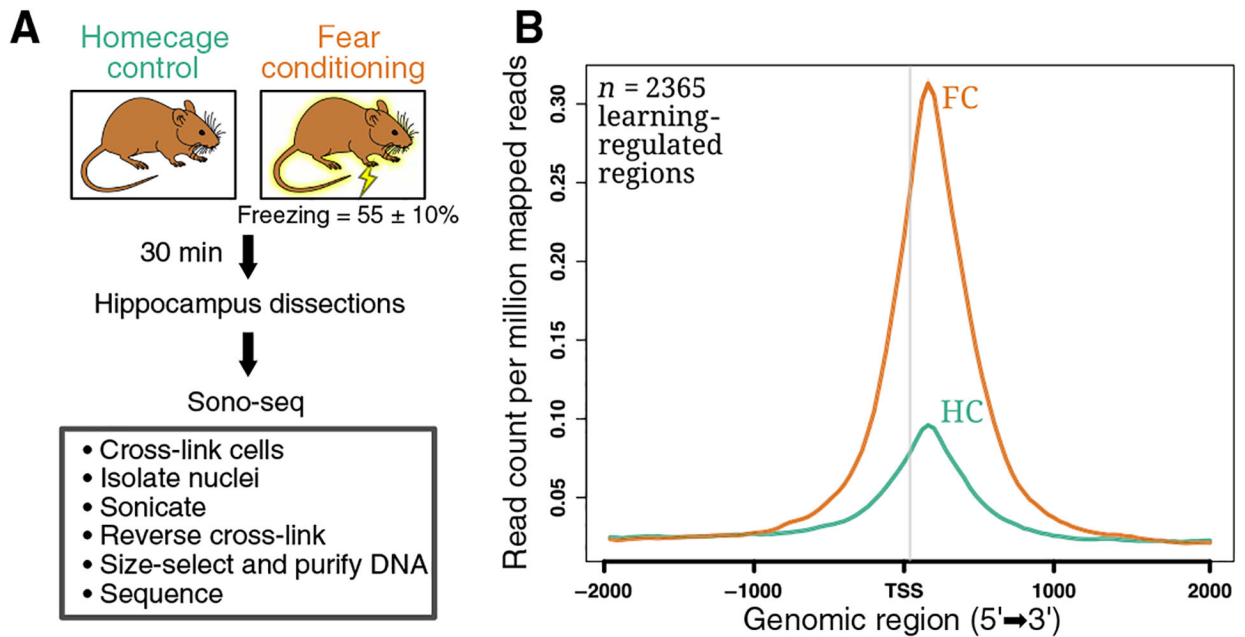 A
Homecage
control
Fear
conditioning
Freezing = 55 ± 10%
30 min
Hippocampus dissections
Sono-seq
• Cross-link cells
• Isolate nuclei
• Sonicate
• Reverse cross-link
• Size-select and purify DNA
• Sequence
B
Read count per million mapped reads
0.30
0.25
0.20
0.15
0.10
0.05
n = 2365
learning-
regulated
regions
FC
HC
−2000 −1000 TSS 1000 2000
Genomic region (5'➡3')